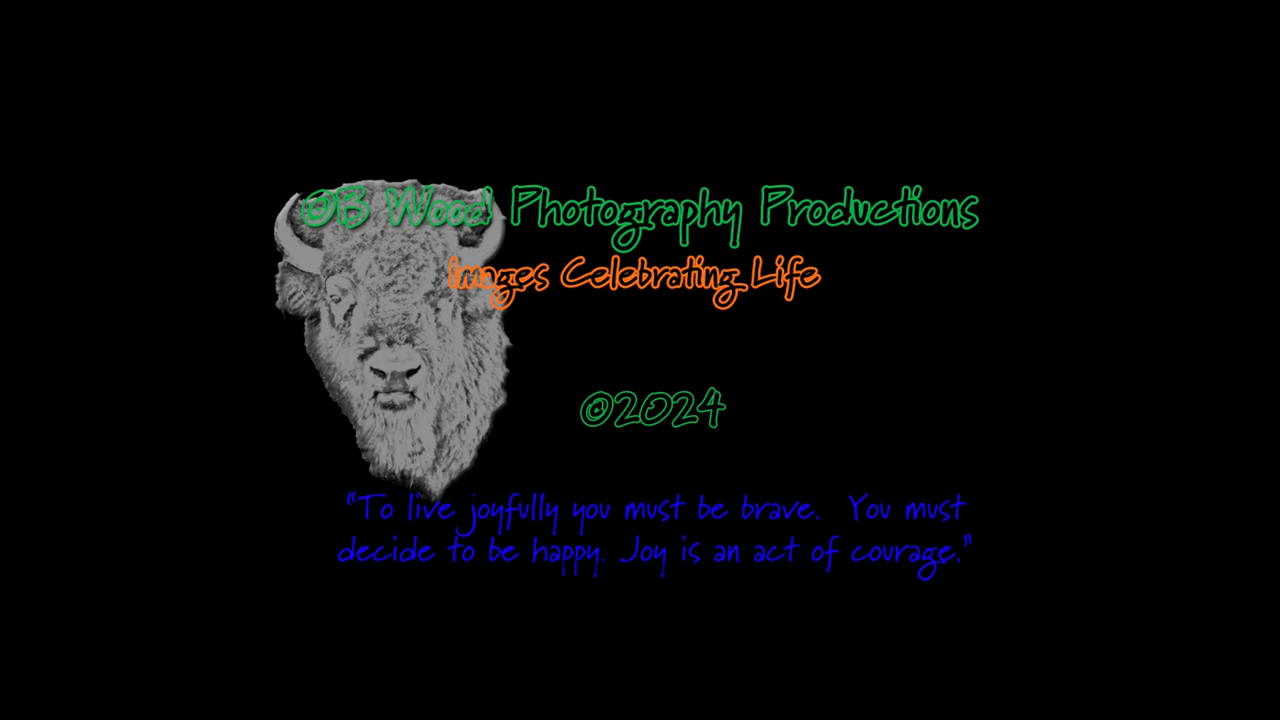 ©B Wood Photography Productions
Images Celebrating Life
©2024
"To live joyfully you must be brave.  You must
decide to be happy. Joy is an act of courage."